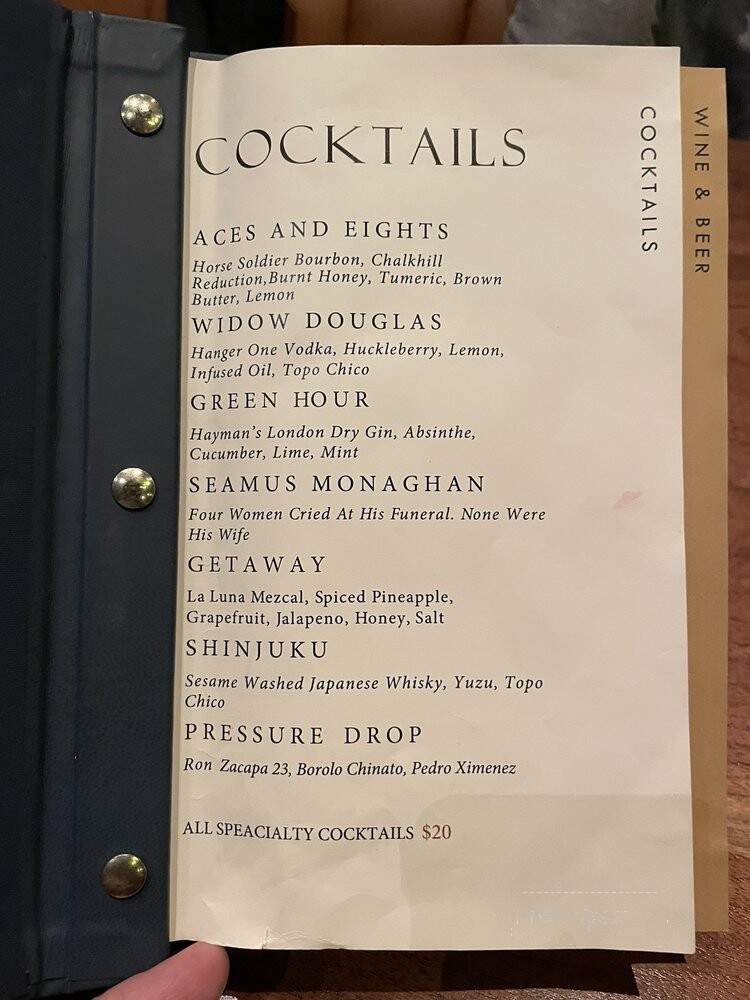 COCKTAILS
ACES AND EIGHTS
Horse Soldier Bourbon, Chalkhill
Reduction,Burnt Honey, Tumeric, Brown
Butter, Lemon
WIDOW DOUGLAS
Hanger One Vodka, Huckleberry, Lemon,
Infused Oil, Topo Chico
GREEN HOUR
Hayman's London Dry Gin, Absinthe,
Cucumber, Lime, Mint
SEAMUS MONAGHAN
Four Women Cried At His Funeral. None Were
His Wife
GETAWAY
La Luna Mezcal, Spiced Pineapple,
Grapefruit, Jalapeno, Honey, Salt
SHINJUKU
Sesame Washed Japanese Whisky, Yuzu, Topo
Chico
PRESSURE DROP
Ron Zacapa 23, Borolo Chinato, Pedro Ximenez
ALL SPEACIALTY COCKTAILS $20
COCKTAILS
WINE & BEER